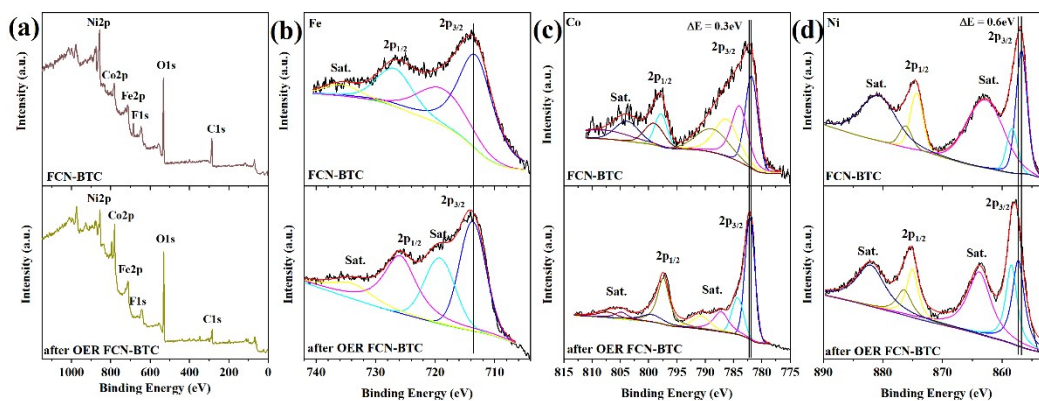 (a)
Ni2p
O1s
Co2p
Fe2p
F1s
C1s
FCN-BTC
Ni2p
Co2p
O1s
Fe2p
F1s
C1s
after OER FCN-BTC
Intensity (a.u.)
Intensity (a.u.)
1000 800 600 400 200 0
Binding Energy (eV)
(b)
Fe
2p3/2
2p1/2
Sat.
FCN-BTC
2p3/2
2p1/2
Sat.
Sat.
after OER FCN-BTC
Intensity (a.u.)
Intensity (a.u.)
740 730 720 710
Binding Energy (eV)
(c)
Co
ΔE = 0.3eV
2p3/2
2p1/2
Sat.
Sat.
FCN-BTC
2p3/2
2p1/2
Sat.
Sat.
after OER FCN-BTC
Intensity (a.u.)
Intensity (a.u.)
815 810 805 800 795 790 785 780 775
Binding Energy (eV)
(d)
Ni
ΔE = 0.6eV
2p3/2
2p1/2
Sat.
Sat.
FCN-BTC
2p3/2
2p1/2
Sat.
Sat.
after OER FCN-BTC
Intensity (a.u.)
Intensity (a.u.)
890 880 870 860
Binding Energy (eV)